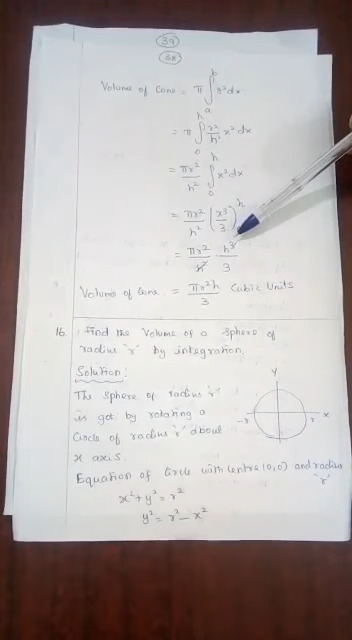 39
38
Volume of Cone = π ∫ₐᵇ y² dx
= π ∫₀ʰ r²/h² x² dx
= πr²/h² ∫₀ʰ x² dx
= πr²/h² (x³/3)ʰ
= πr²/h² · h³/3
Volume of Cone = πr²h/3 Cubic Units
16. Find the Volume of a Sphere of
radius 'r' by integration.
Solution:
The Sphere of radius 'r'
is got by rotating a
Circle of radius 'r' about
x axis.
y
-r r x
Equation of Circle with Centre (0,0) and radius
'r'
x² + y² = r²
y² = r² - x²